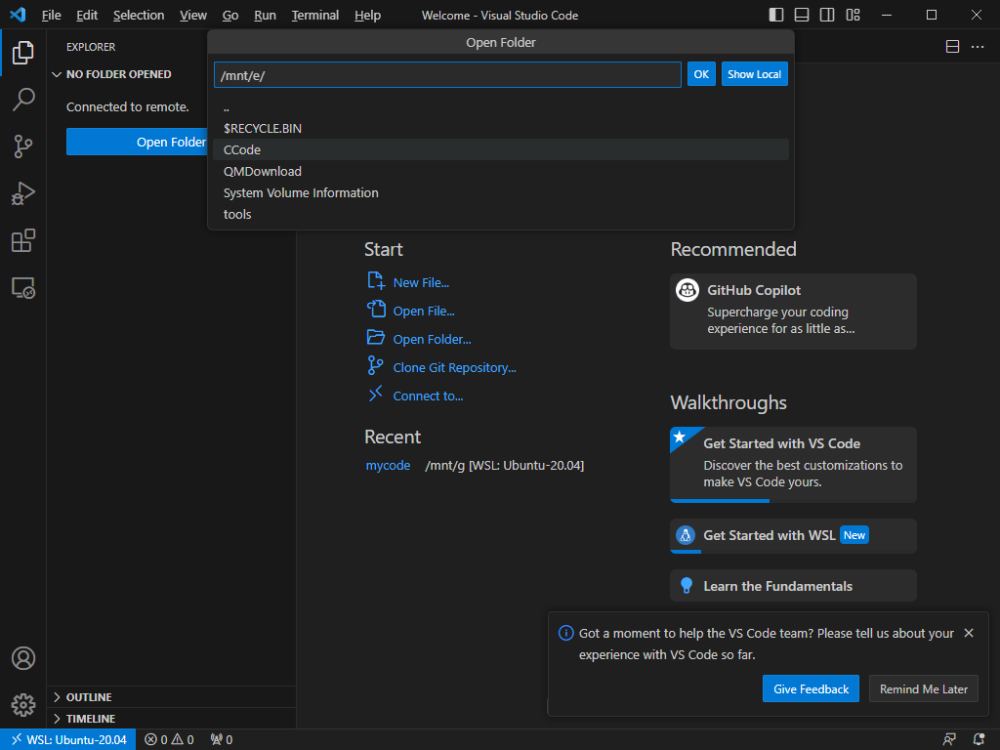 File Edit Selection View Go Run Terminal Help Welcome - Visual Studio Code
EXPLORER
NO FOLDER OPENED
Connected to remote.
Open Folder
Open Folder
/mnt/e/ OK Show Local
..
$RECYCLE.BIN
CCode
QMDownload
System Volume Information
tools
Start
New File...
Open File...
Open Folder...
Clone Git Repository...
Connect to...
Recent
mycode /mnt/g [WSL: Ubuntu-20.04]
Recommended
GitHub Copilot
Supercharge your coding
experience for as little as...
Walkthroughs
Get Started with VS Code
Discover the best customizations to
make VS Code yours.
Get Started with WSL New
Learn the Fundamentals
Got a moment to help the VS Code team? Please tell us about your
experience with VS Code so far.
Give Feedback Remind Me Later
OUTLINE
TIMELINE
WSL: Ubuntu-20.04 0 0 0